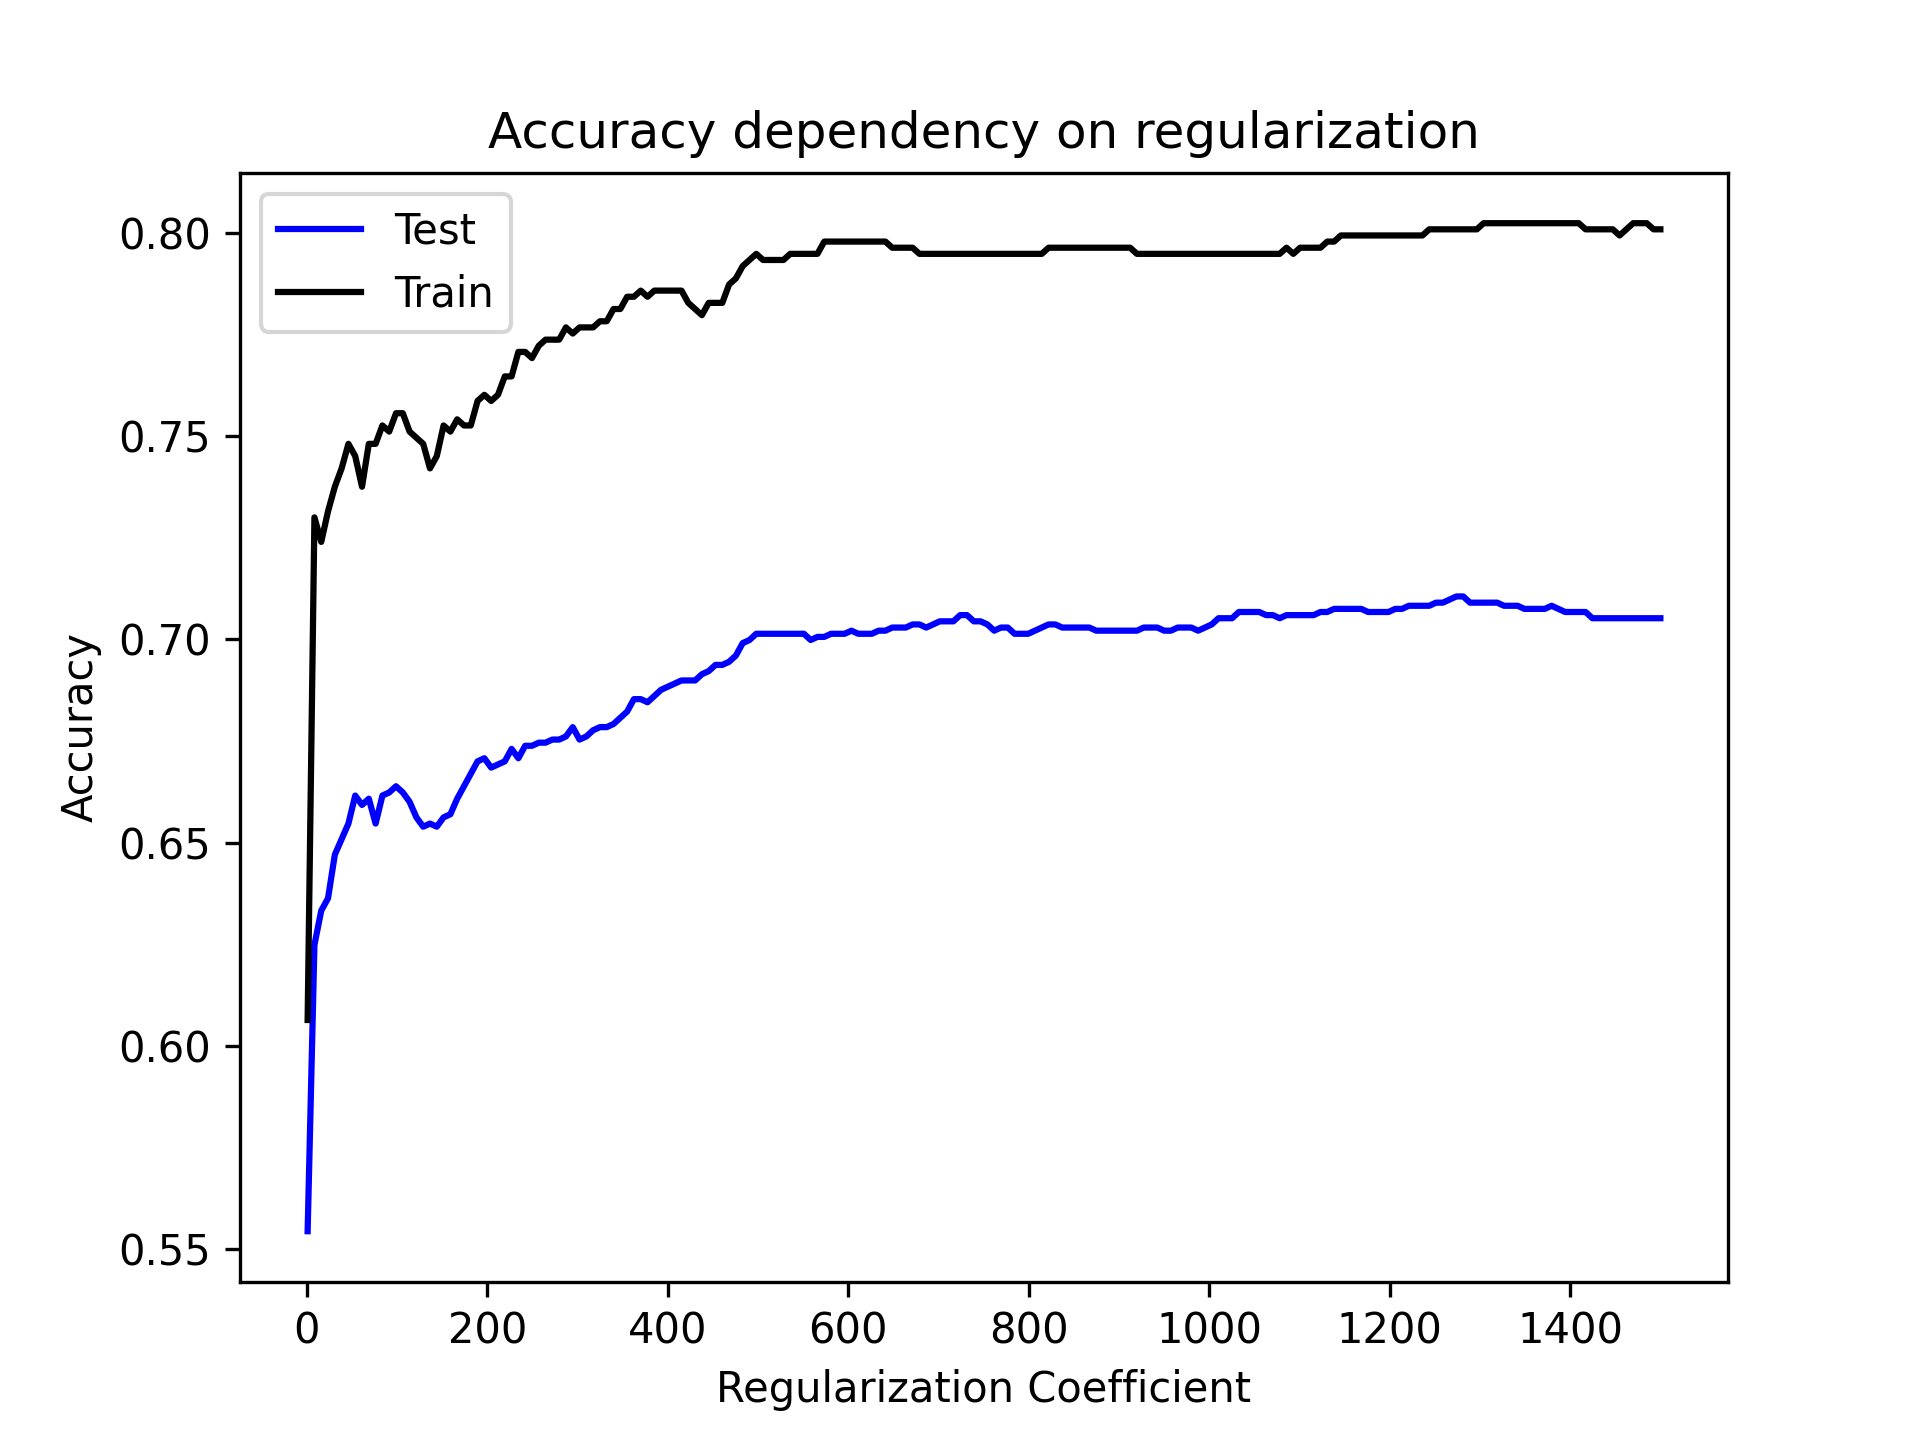 Accuracy dependency on regularization
Test
Train
0.80
0.75
0.70
0.65
0.60
0.55
Accuracy
0 200 400 600 800 1000 1200 1400
Regularization Coefficient